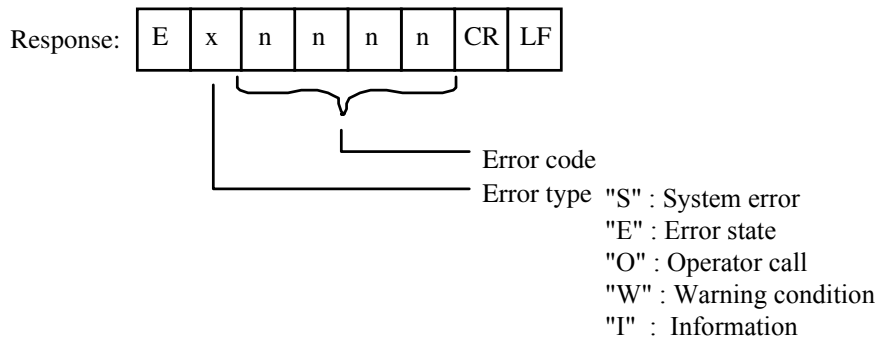 Response: E x n n n n CR LF
Error code
Error type "S" : System error
"E" : Error state
"O" : Operator call
"W" : Warning condition
"I" : Information